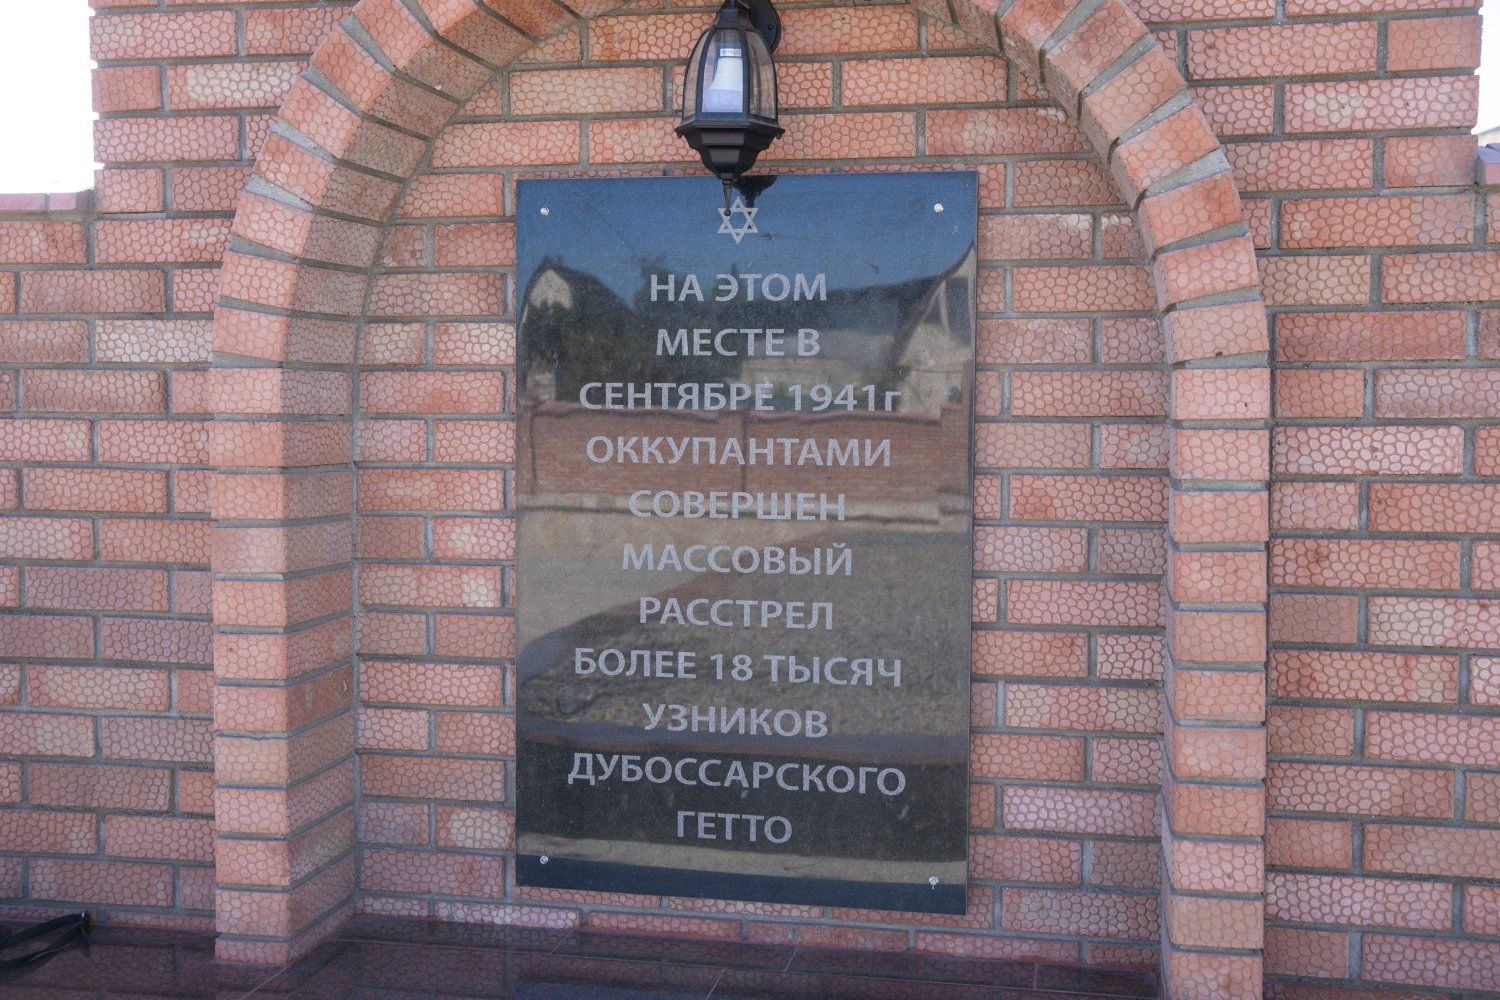 НА ЭТОМ
МЕСТЕ В
СЕНТЯБРЕ 1941г
ОККУПАНТАМИ
СОВЕРШЕН
МАССОВЫЙ
РАССТРЕЛ
БОЛЕЕ 18 ТЫСЯЧ
УЗНИКОВ
ДУБОССАРСКОГО
ГЕТТО